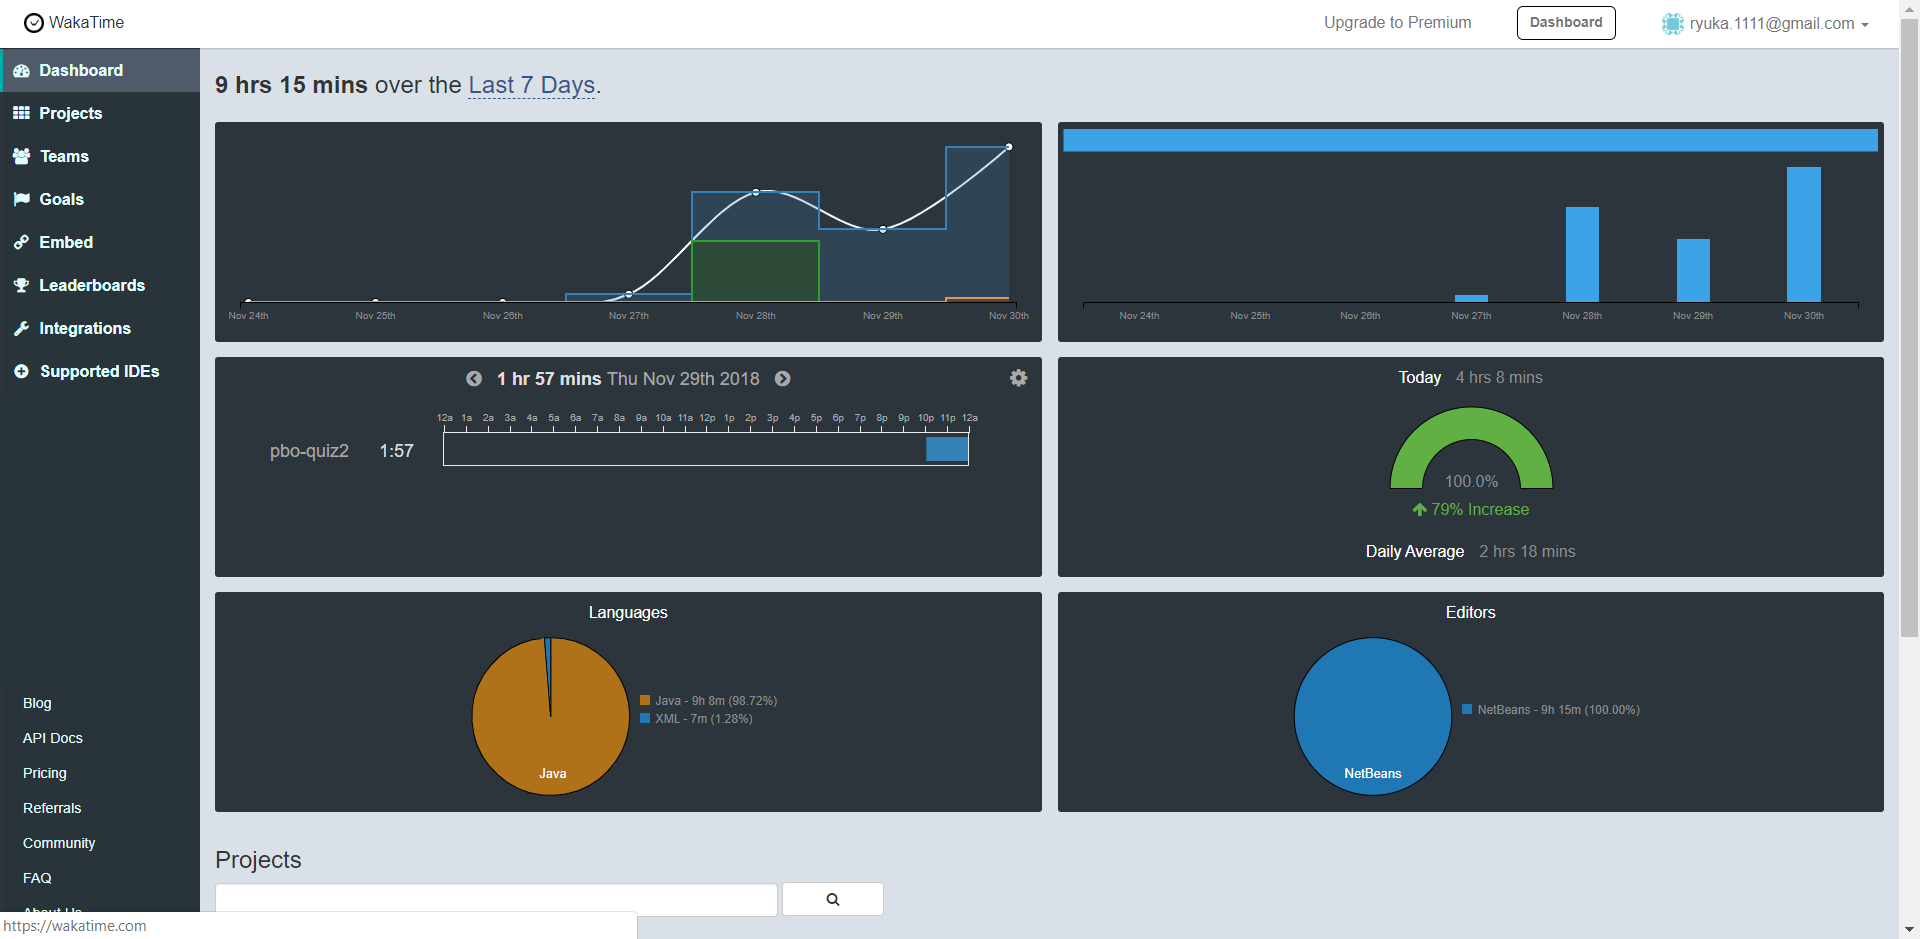 WakaTime
Upgrade to Premium
Dashboard
ryuka.1111@gmail.com
Dashboard
Projects
Teams
Goals
Embed
Leaderboards
Integrations
Supported IDEs
Blog
API Docs
Pricing
Referrals
Community
FAQ
About Us
https://wakatime.com
9 hrs 15 mins over the Last 7 Days.
Nov 24th Nov 25th Nov 26th Nov 27th Nov 28th Nov 29th Nov 30th
Nov 24th Nov 25th Nov 26th Nov 27th Nov 28th Nov 29th Nov 30th
1 hr 57 mins Thu Nov 29th 2018
12a 1a 2a 3a 4a 5a 6a 7a 8a 9a 10a 11a 12p 1p 2p 3p 4p 5p 6p 7p 8p 9p 10p 11p 12a
pbo-quiz2 1:57
Today 4 hrs 8 mins
100.0%
79% Increase
Daily Average 2 hrs 18 mins
Languages
Java - 9h 8m (98.72%)
XML - 7m (1.28%)
Java
Editors
NetBeans - 9h 15m (100.00%)
NetBeans
Projects